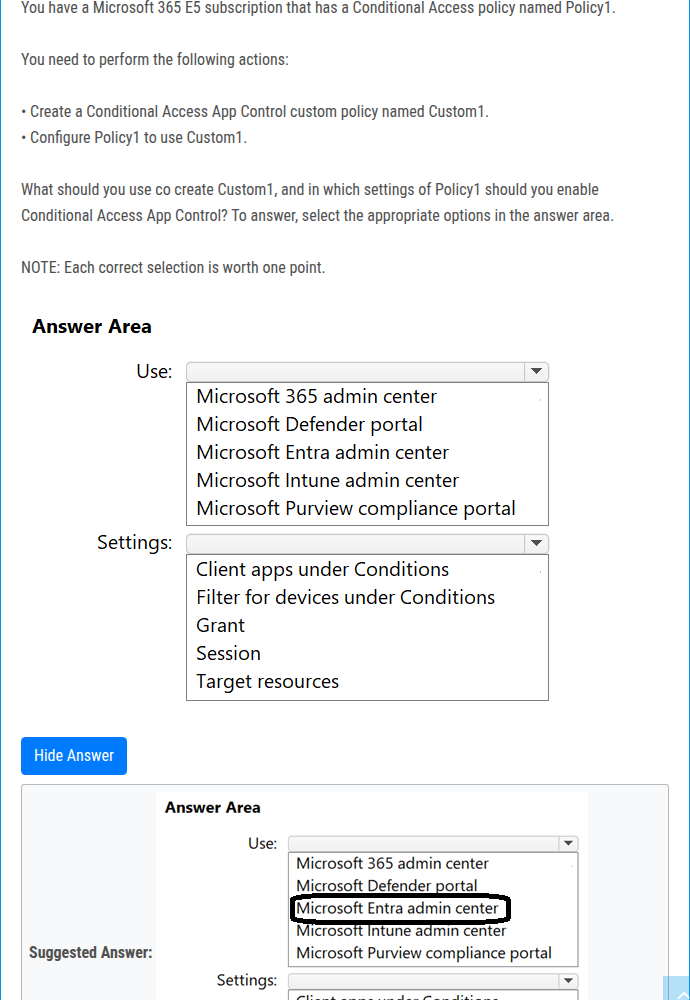 You have a Microsoft 365 E5 subscription that has a Conditional Access policy named Policy1.
You need to perform the following actions:
• Create a Conditional Access App Control custom policy named Custom1.
• Configure Policy1 to use Custom1.
What should you use co create Custom1, and in which settings of Policy1 should you enable
Conditional Access App Control? To answer, select the appropriate options in the answer area.
NOTE: Each correct selection is worth one point.
Answer Area
Use:
Microsoft 365 admin center
Microsoft Defender portal
Microsoft Entra admin center
Microsoft Intune admin center
Microsoft Purview compliance portal
Settings:
Client apps under Conditions
Filter for devices under Conditions
Grant
Session
Target resources
Hide Answer
Suggested Answer:
Answer Area
Use:
Microsoft 365 admin center
Microsoft Defender portal
Microsoft Entra admin center
Microsoft Intune admin center
Microsoft Purview compliance portal
Settings:
Client apps under Conditions